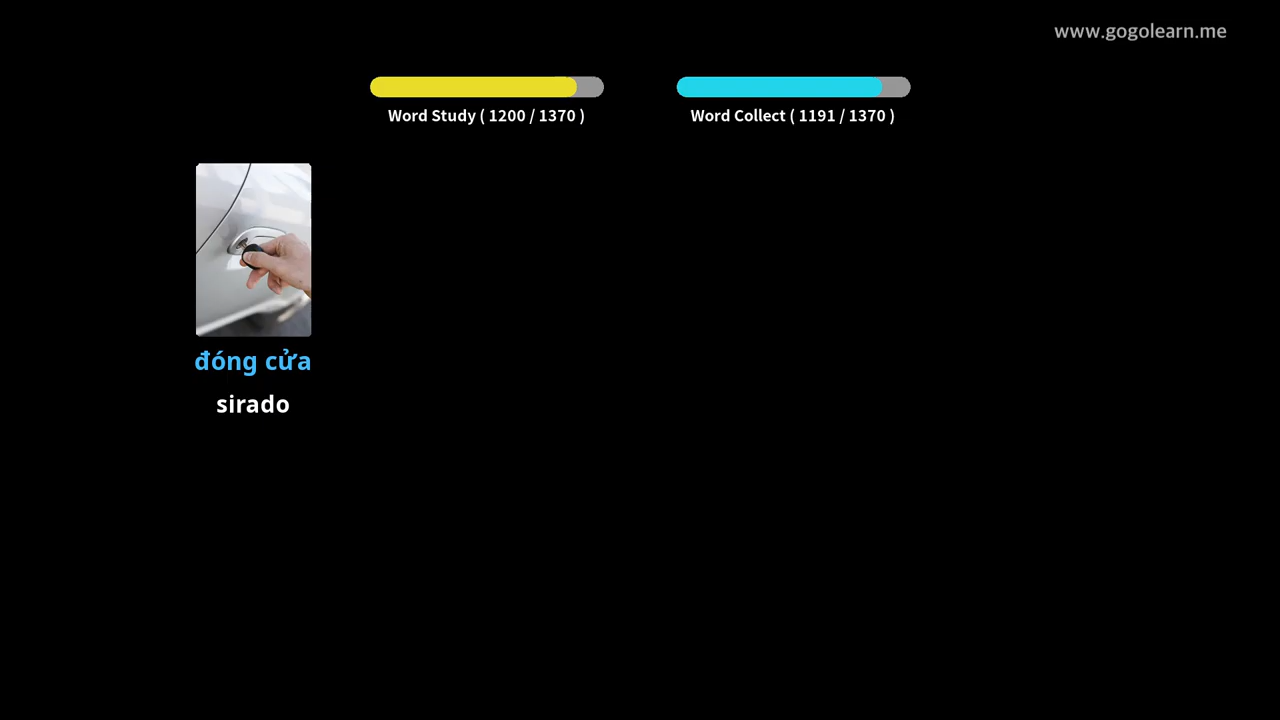 www.gogolearn.me
Word Study ( 1200 / 1370 )
Word Collect ( 1191 / 1370 )
đóng cửa
sirado